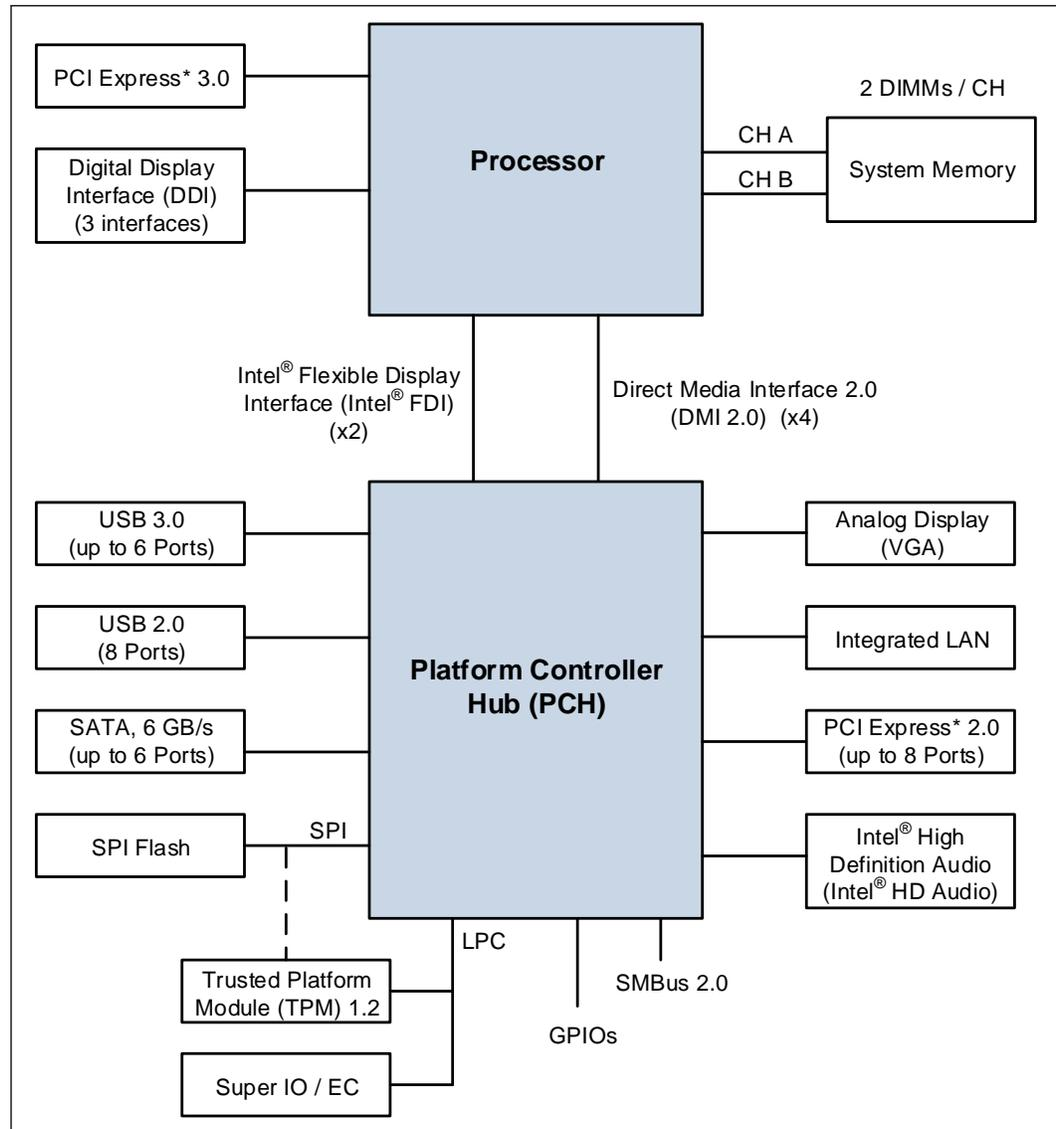 PCI Express* 3.0
Digital Display
Interface (DDI)
(3 interfaces)
Processor
2 DIMMs / CH
CH A
CH B
System Memory
Intel® Flexible Display
Interface (Intel® FDI)
(x2)
Direct Media Interface 2.0
(DMI 2.0) (x4)
USB 3.0
(up to 6 Ports)
USB 2.0
(8 Ports)
SATA, 6 GB/s
(up to 6 Ports)
SPI Flash
SPI
Platform Controller
Hub (PCH)
Analog Display
(VGA)
Integrated LAN
PCI Express* 2.0
(up to 8 Ports)
Intel® High
Definition Audio
(Intel® HD Audio)
LPC
Trusted Platform
Module (TPM) 1.2
Super IO / EC
GPIOs
SMBus 2.0